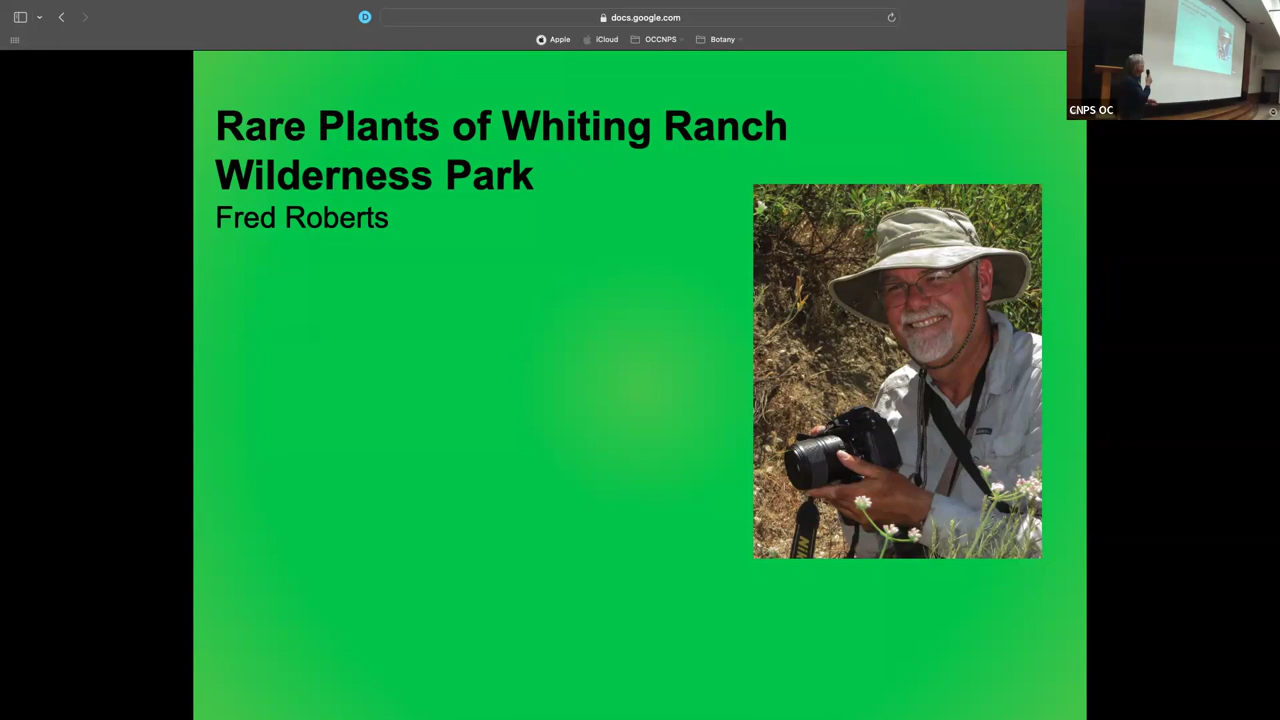 docs.google.com
Apple
iCloud
OCCNPS
Botany
CNPS OC
Rare Plants of Whiting Ranch
Wilderness Park
Fred Roberts